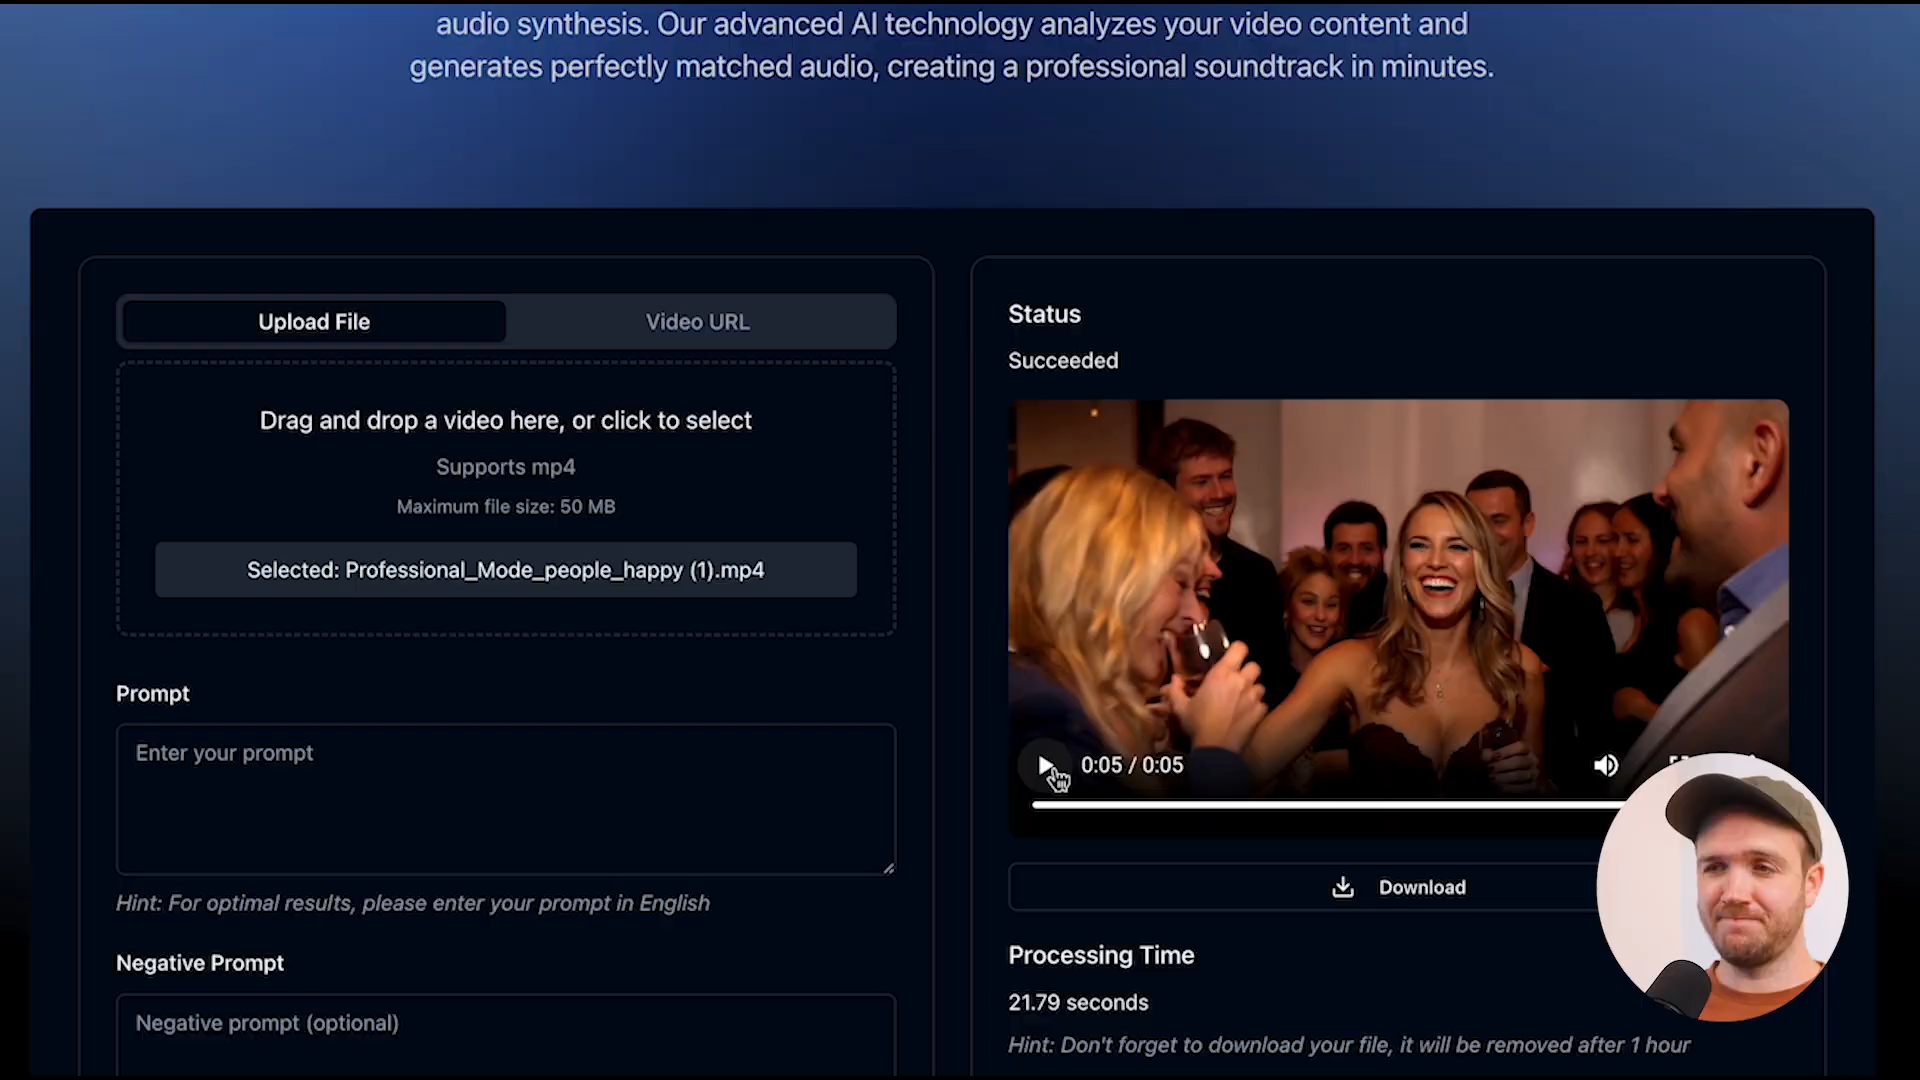 audio synthesis. Our advanced AI technology analyzes your video content and
generates perfectly matched audio, creating a professional soundtrack in minutes.
Upload File
Video URL
Drag and drop a video here, or click to select
Supports mp4
Maximum file size: 50 MB
Selected: Professional_Mode_people_happy (1).mp4
Prompt
Enter your prompt
Hint: For optimal results, please enter your prompt in English
Negative Prompt
Negative prompt (optional)
Status
Succeeded
0:05 / 0:05
Download
Processing Time
21.79 seconds
Hint: Don't forget to download your file, it will be removed after 1 hour